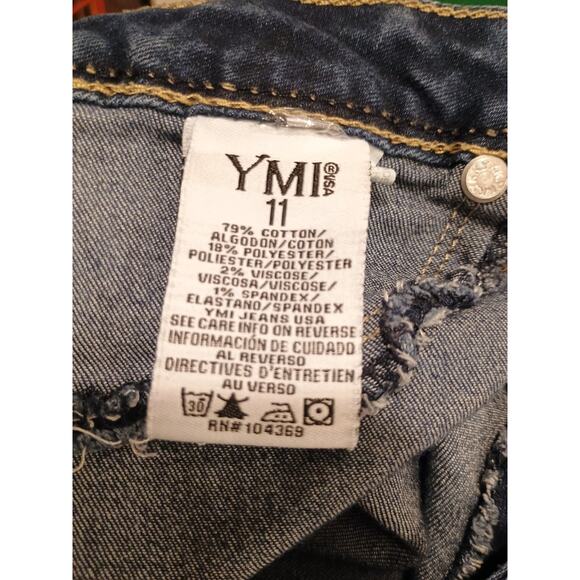 YMI®USA
11
79% COTTON/
ALGODON/COTON
18% POLYESTER/
POLIESTER/POLYESTER
2% VISCOSE/
VISCOSA/VISCOSE/
1% SPANDEX/
ELASTANO/SPANDEX
YMI JEANS USA
SEE CARE INFO ON REVERSE
INFORMACIÓN DE CUIDADO
AL REVERSO
DIRECTIVES D'ENTRETIEN
AU VERSO
30
RN#104369